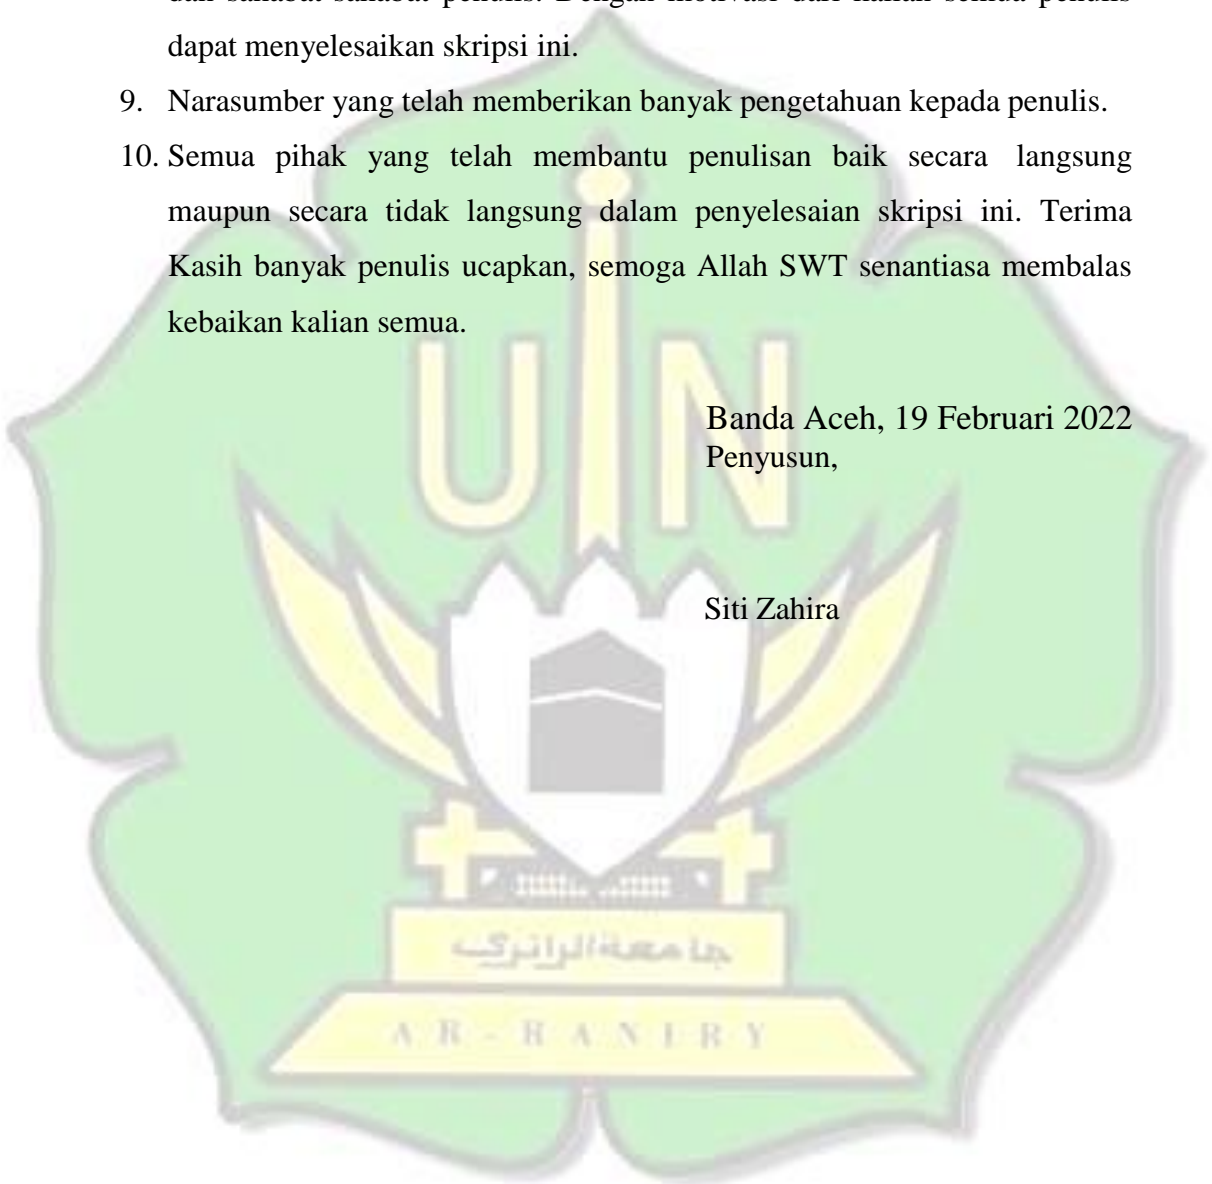 dan sahabat-sahabat penulis. Dengan motivasi dari kalian semua penulis
dapat menyelesaikan skripsi ini.
9. Narasumber yang telah memberikan banyak pengetahuan kepada penulis.
10. Semua pihak yang telah membantu penulisan baik secara langsung
maupun secara tidak langsung dalam penyelesaian skripsi ini. Terima
Kasih banyak penulis ucapkan, semoga Allah SWT senantiasa membalas
kebaikan kalian semua.
UIN
Banda Aceh, 19 Februari 2022
Penyusun,
Siti Zahira
جامعة الرانرك
AR-RANIRY